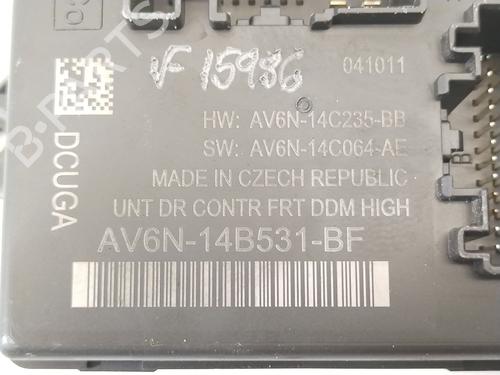 VF 15986
041011
HW: AV6N-14C235-BB
SW: AV6N-14C064-AE
MADE IN CZECH REPUBLIC
UNT DR CONTR FRT DDM HIGH
AV6N-14B531-BF
DCUGA
B-PARTS